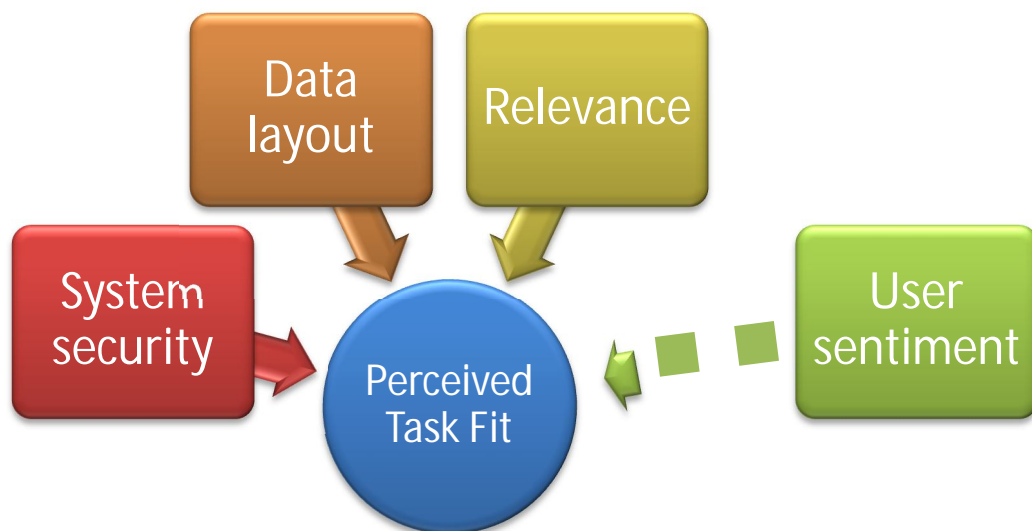 Data
layout
Relevance
System
security
User
sentiment
Perceived
Task Fit